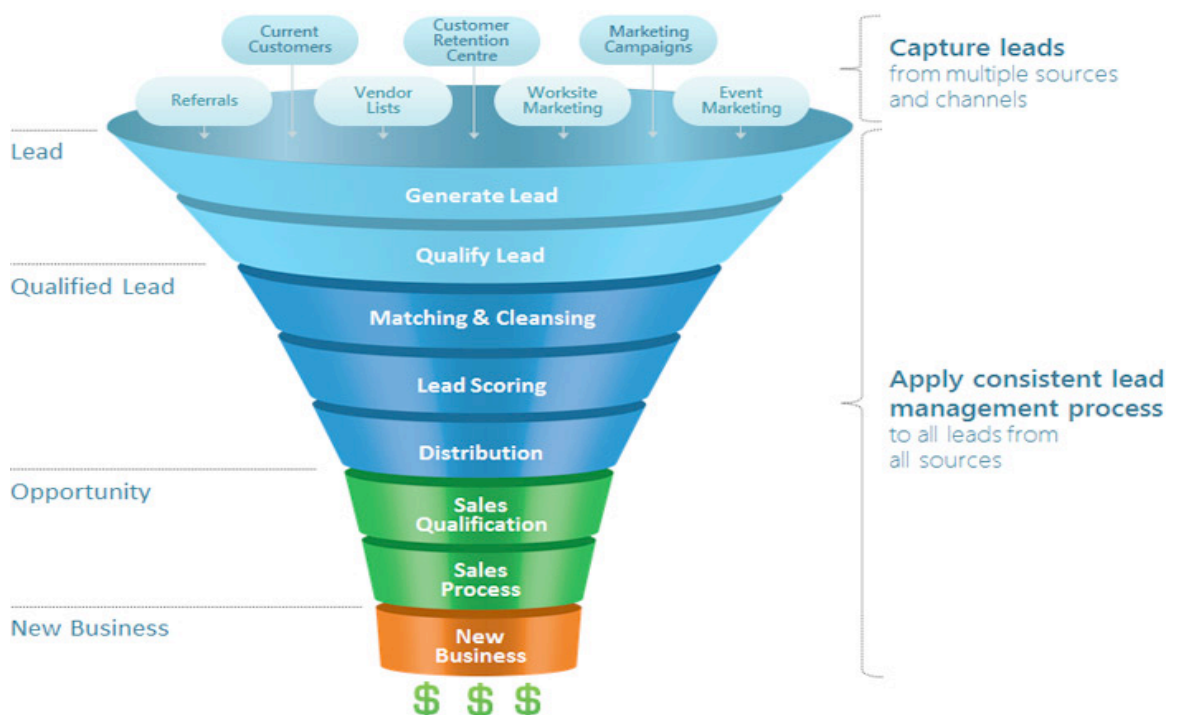 Current
Customers
Customer
Retention
Centre
Marketing
Campaigns
Referrals
Vendor
Lists
Worksite
Marketing
Event
Marketing
Capture leads
from multiple sources
and channels
Lead
Generate Lead
Qualify Lead
Qualified Lead
Matching & Cleansing
Lead Scoring
Distribution
Apply consistent lead
management process
to all leads from
all sources
Opportunity
Sales
Qualification
Sales
Process
New Business
New
Business
$ $ $